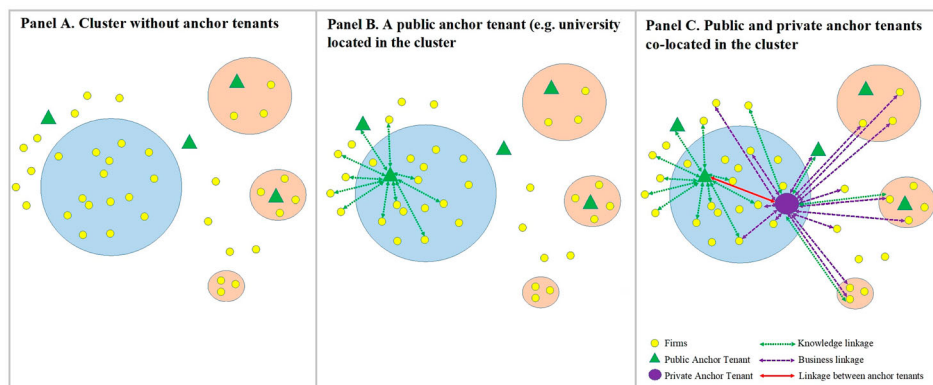 Panel A. Cluster without anchor tenants
Panel B. A public anchor tenant (e.g. university
located in the cluster
Panel C. Public and private anchor tenants
co-located in the cluster
Firms
Knowledge linkage
Public Anchor Tenant
Business linkage
Private Anchor Tenant
Linkage between anchor tenants